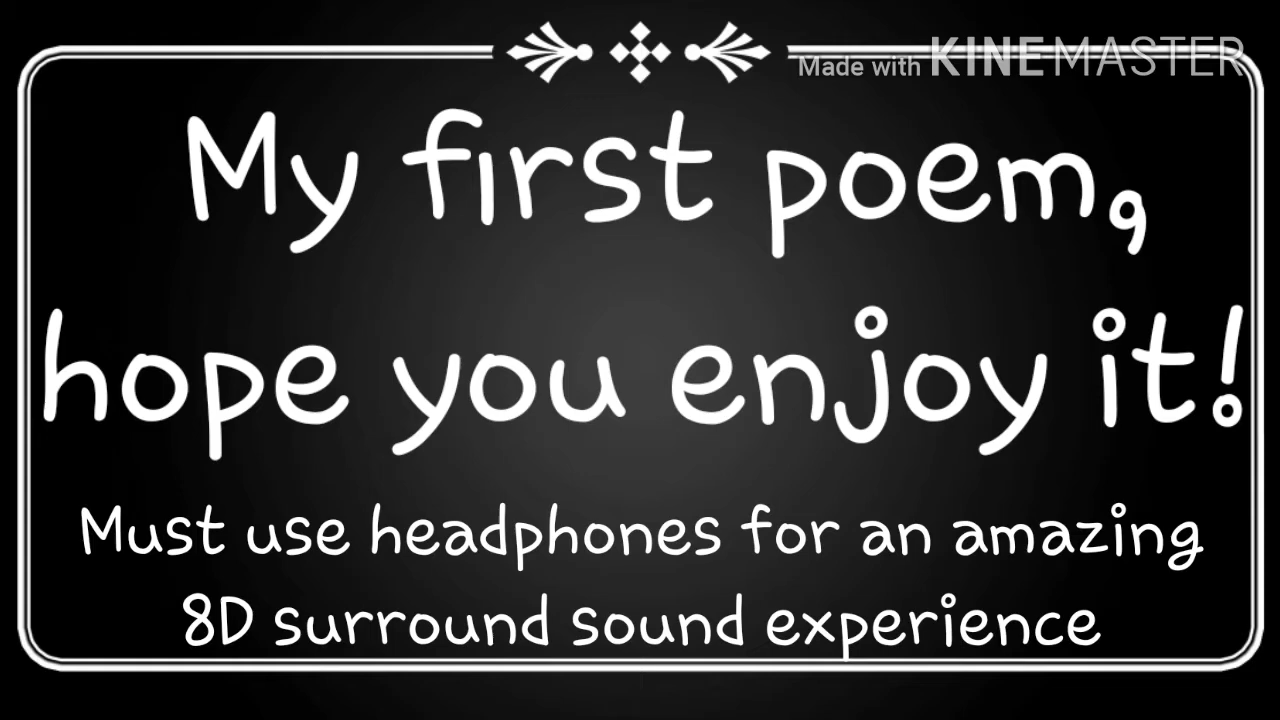 Made with KINEMASTER
My first poem,
hope you enjoy it!
Must use headphones for an amazing
8D surround sound experience